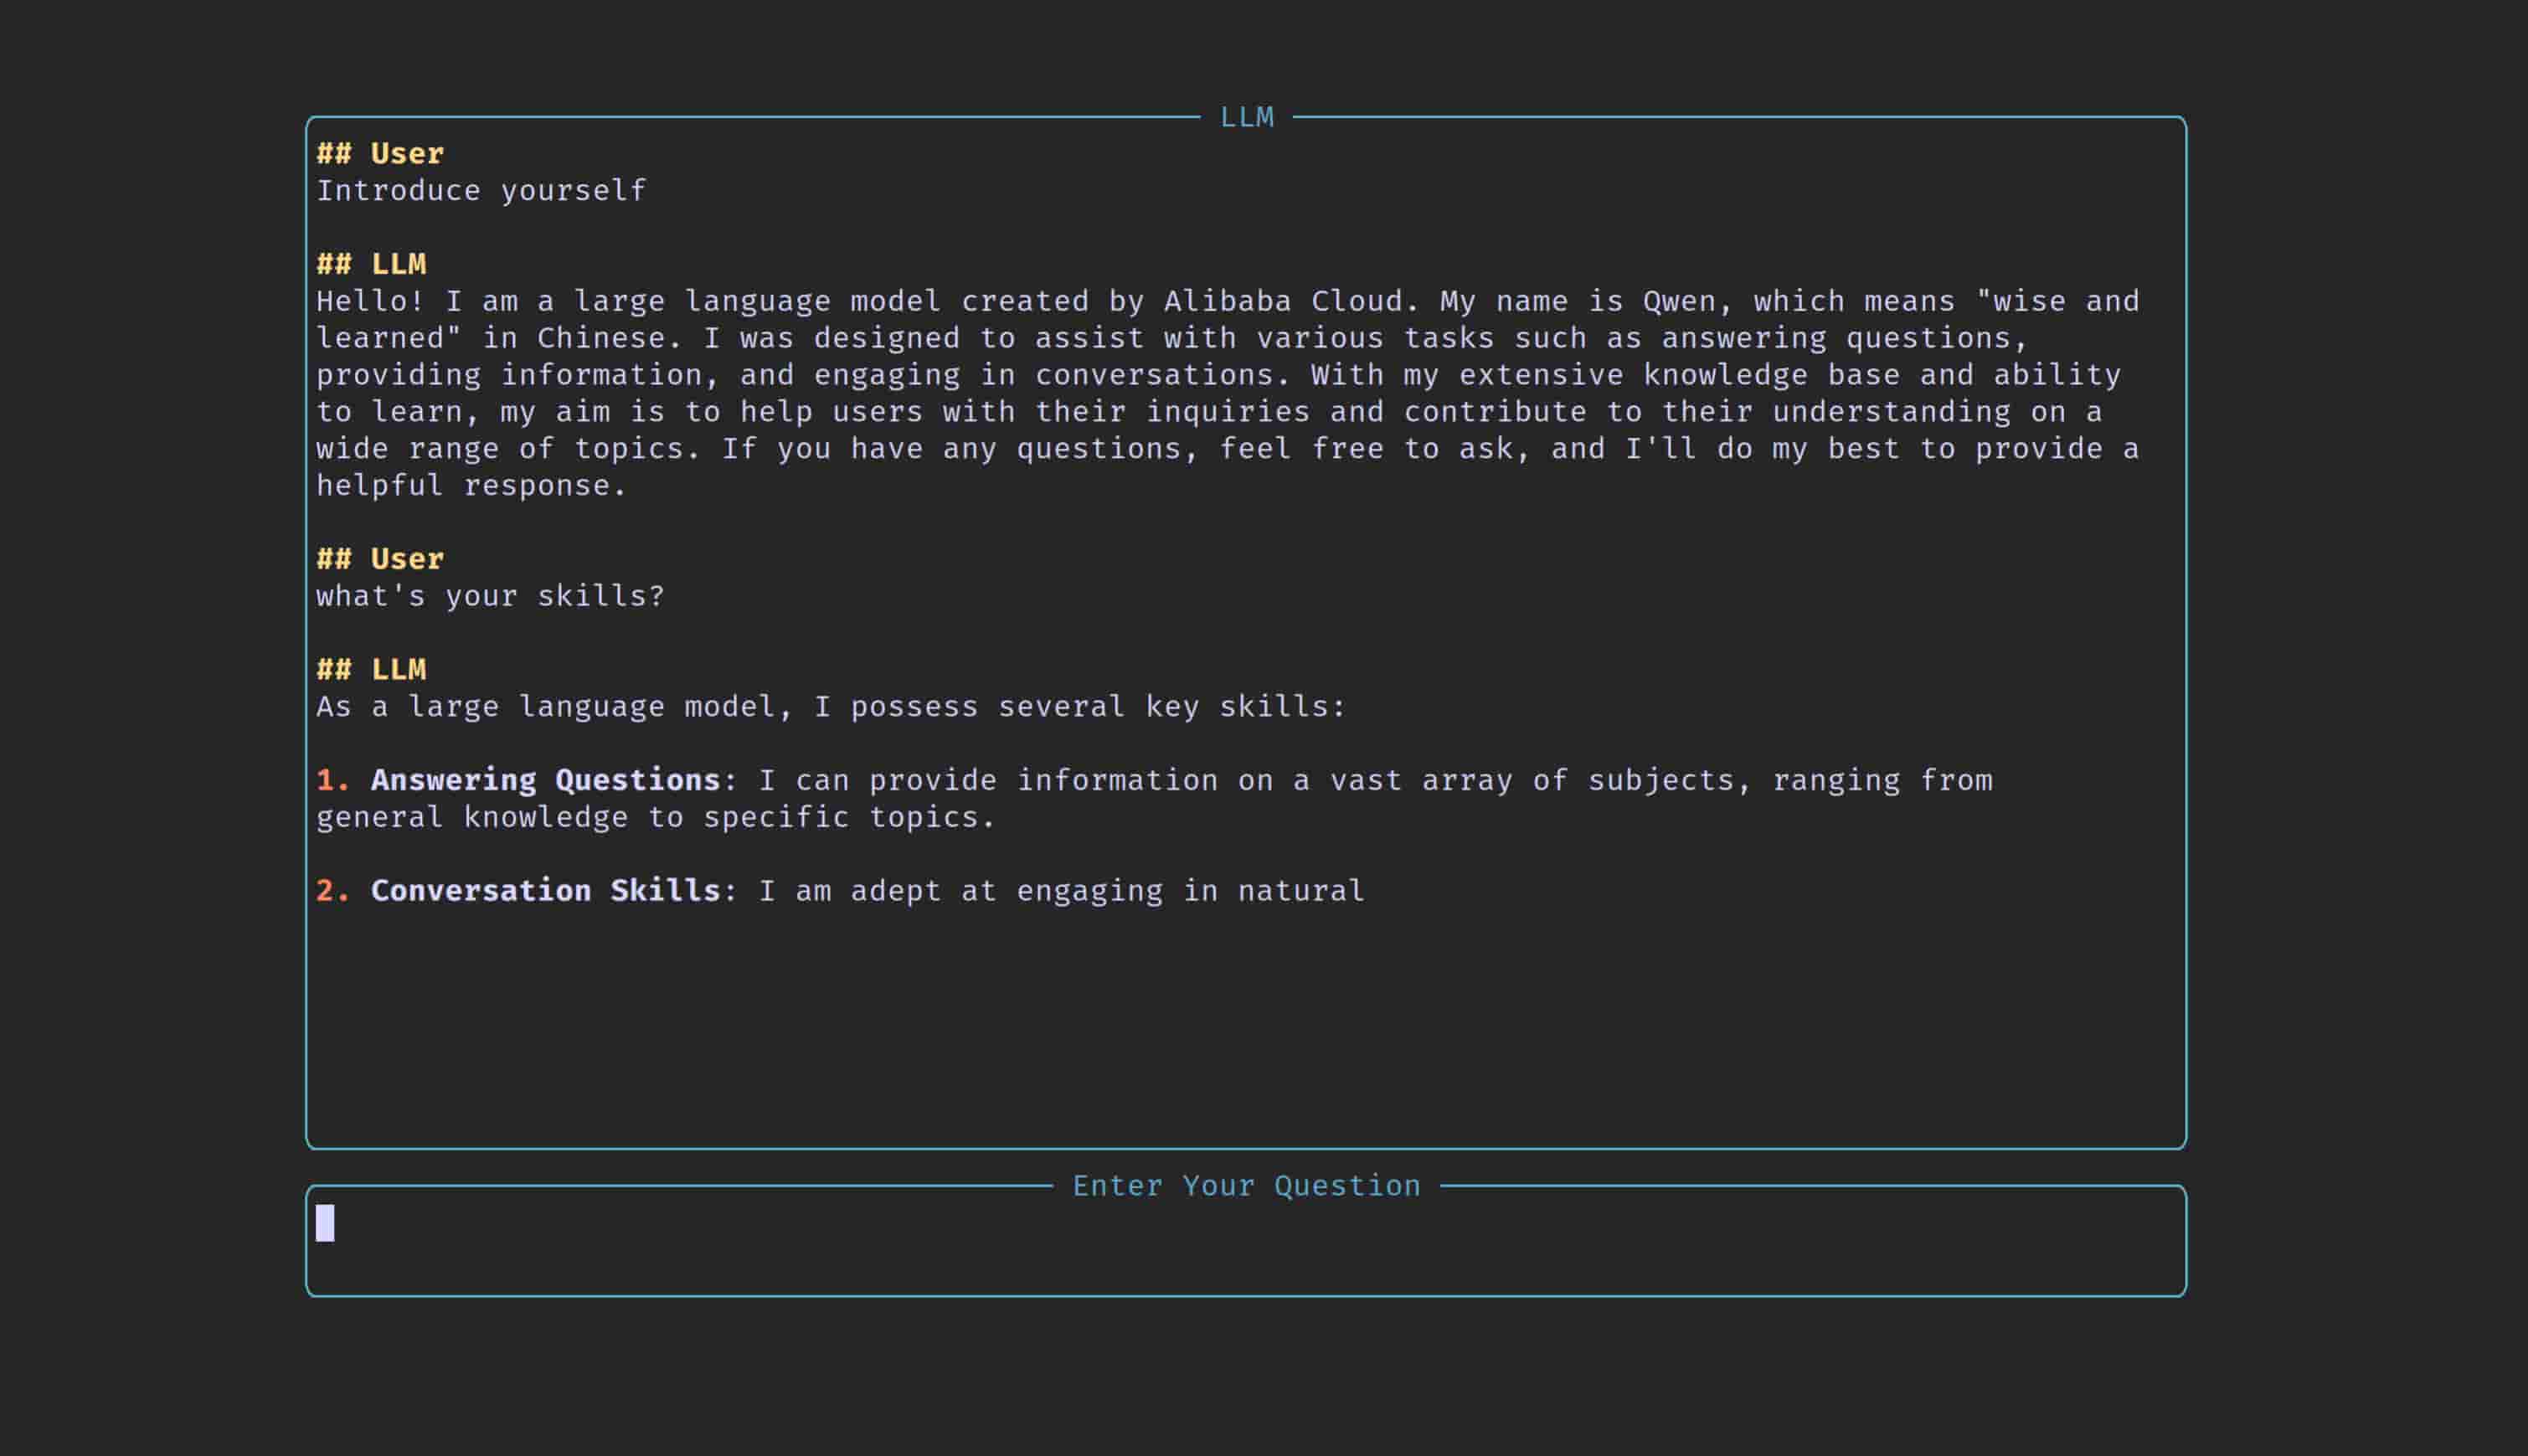 LLM
## User
Introduce yourself
## LLM
Hello! I am a large language model created by Alibaba Cloud. My name is Qwen, which means "wise and
learned" in Chinese. I was designed to assist with various tasks such as answering questions,
providing information, and engaging in conversations. With my extensive knowledge base and ability
to learn, my aim is to help users with their inquiries and contribute to their understanding on a
wide range of topics. If you have any questions, feel free to ask, and I'll do my best to provide a
helpful response.
## User
what's your skills?
## LLM
As a large language model, I possess several key skills:
1. Answering Questions: I can provide information on a vast array of subjects, ranging from
general knowledge to specific topics.
2. Conversation Skills: I am adept at engaging in natural
Enter Your Question